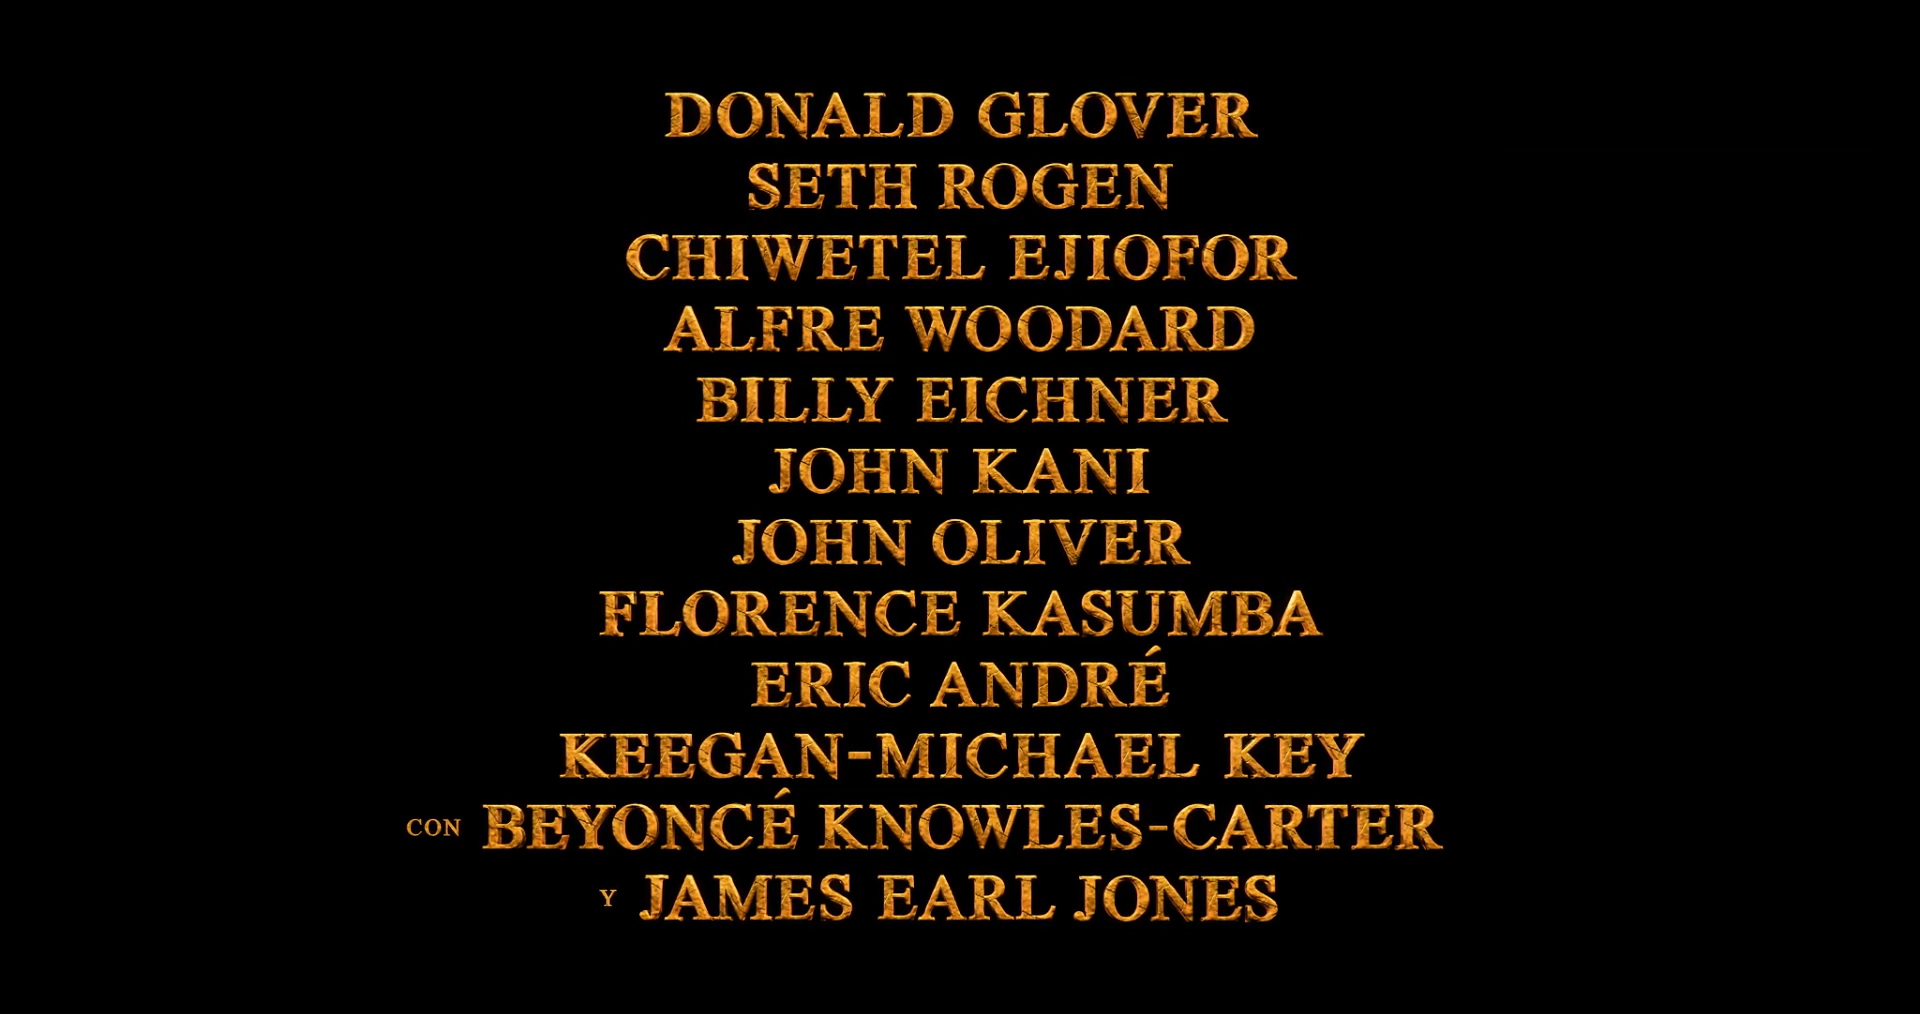 DONALD GLOVER
SETH ROGEN
CHIWETEL EJIOFOR
ALFRE WOODARD
BILLY EICHNER
JOHN KANI
JOHN OLIVER
FLORENCE KASUMBA
ERIC ANDRÉ
KEEGAN-MICHAEL KEY
CON BEYONCÉ KNOWLES-CARTER
Y JAMES EARL JONES